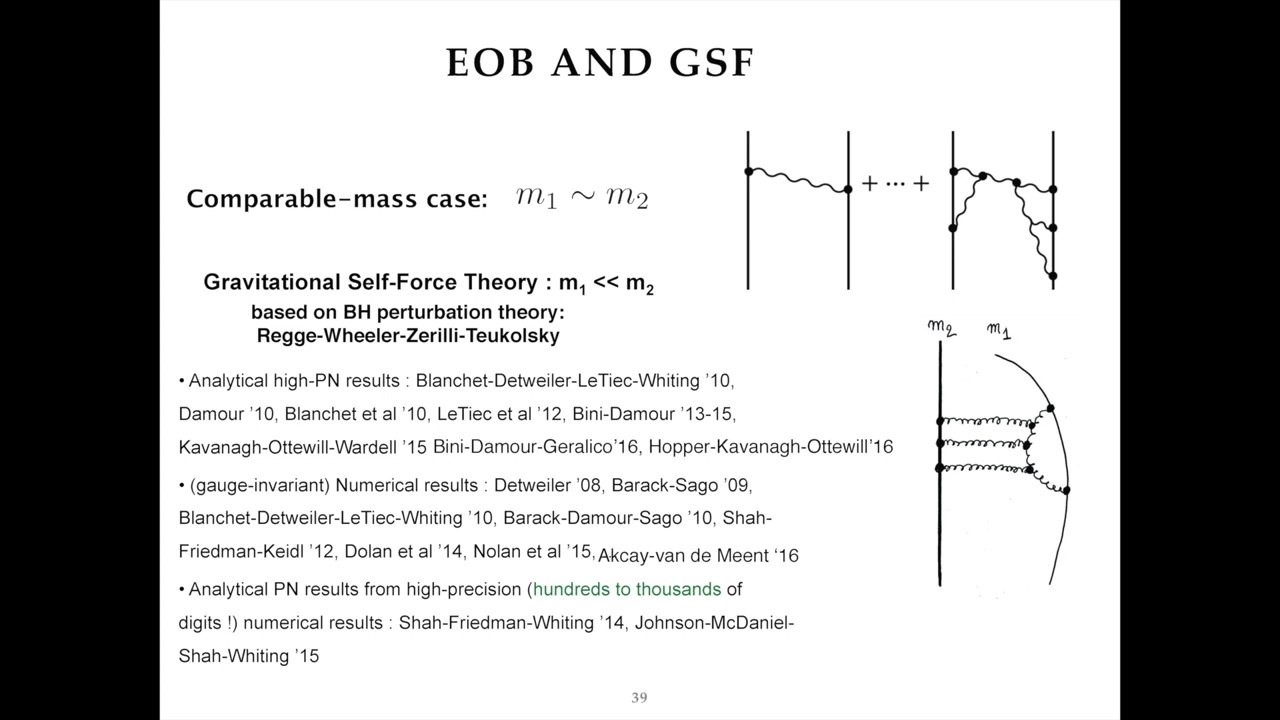 EOB AND GSF
Comparable-mass case: m₁ ∼ m₂
+ ··· +
Gravitational Self-Force Theory : m₁ << m₂
based on BH perturbation theory:
Regge-Wheeler-Zerilli-Teukolsky
m₂ m₁
• Analytical high-PN results : Blanchet-Detweiler-LeTiec-Whiting ’10,
Damour ’10, Blanchet et al ’10, LeTiec et al ’12, Bini-Damour ’13-15,
Kavanagh-Ottewill-Wardell ’15 Bini-Damour-Geralico’16, Hopper-Kavanagh-Ottewill’16
• (gauge-invariant) Numerical results : Detweiler ’08, Barack-Sago ’09,
Blanchet-Detweiler-LeTiec-Whiting ’10, Barack-Damour-Sago ’10, Shah-
Friedman-Keidl ’12, Dolan et al ’14, Nolan et al ’15, Akcay-van de Meent ‘16
• Analytical PN results from high-precision (hundreds to thousands of
digits !) numerical results : Shah-Friedman-Whiting ’14, Johnson-McDaniel-
Shah-Whiting ’15
39